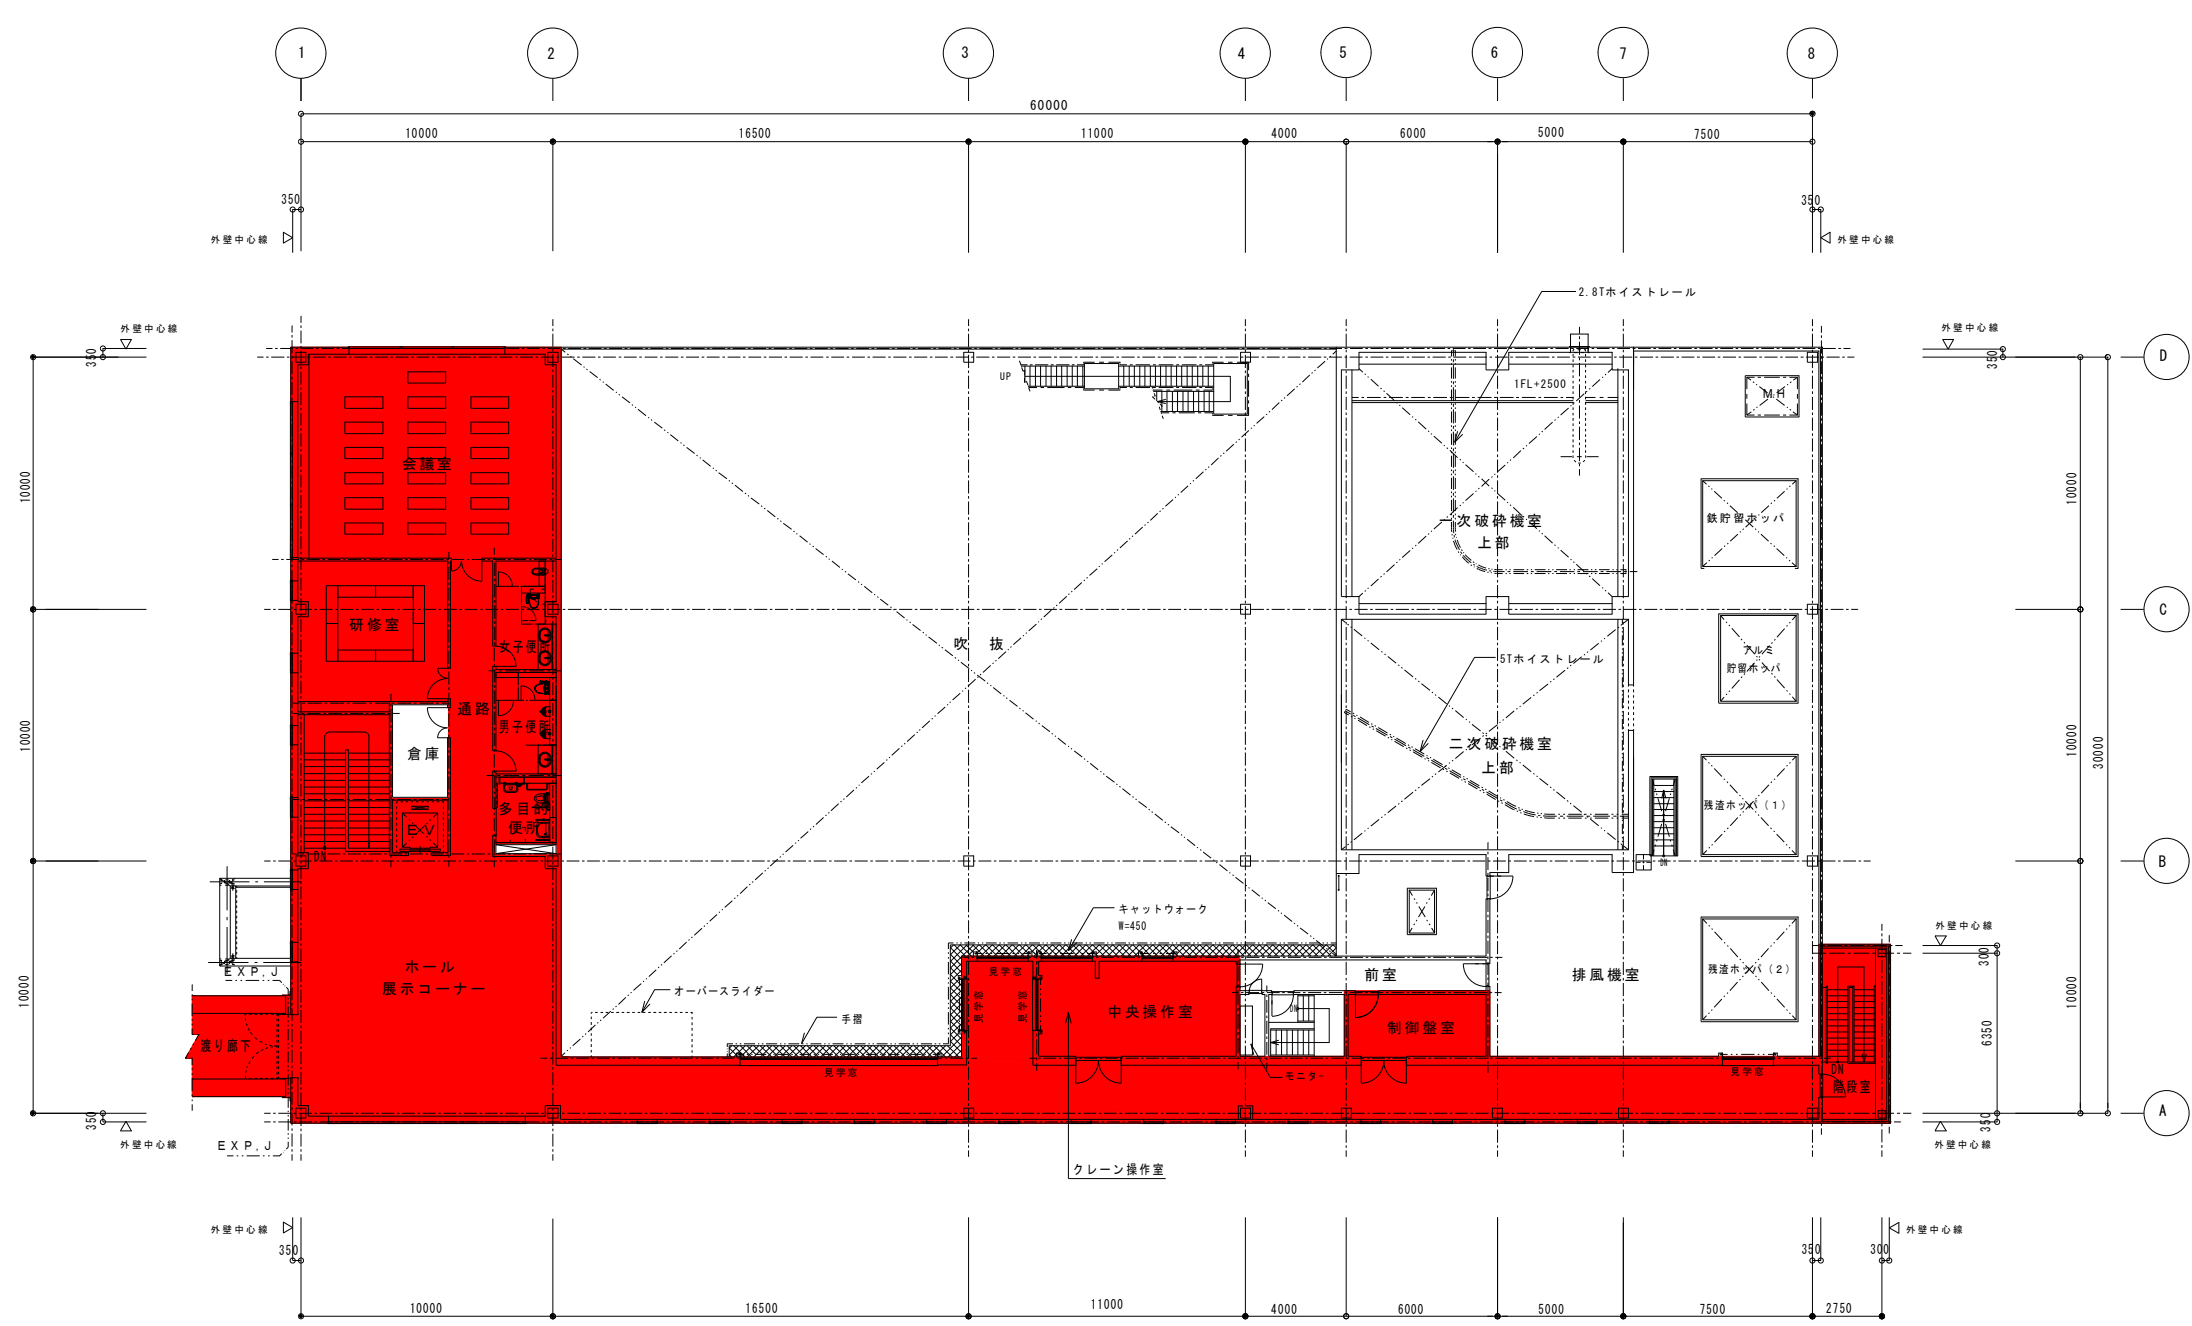 1
2
3
4
5
6
7
8
60000
10000
16500
11000
4000
6000
5000
7500
350
350
外壁中心線
外壁中心線
2.8Tホイストレール
外壁中心線
外壁中心線
350
350
D
UP
1FL+2500
M.H
会議室
10000
10000
鉄貯留ホッパ
一次破砕機室
上部
C
研修室
女子便所
吹 抜
アルミ
貯留ホッパ
5Tホイストレール
通路
男子便所
倉庫
10000
10000
30000
二次破砕機室
上部
多目的
便所
EXV
DN
残渣ホッパ(1)
DN
B
キャットウォーク
W=450
X
外壁中心線
300
ホール
展示コーナー
EXP,J
見学窓
見学窓
見学窓
前室
排風機室
残渣ホッパ(2)
10000
10000
オーバースライダー
手摺
中央操作室
DN
制御盤室
6350
渡り廊下
見学窓
モニター
見学窓
DN
階段室
A
350
350
外壁中心線
外壁中心線
EXP,J
クレーン操作室
外壁中心線
外壁中心線
350
350
300
10000
16500
11000
4000
6000
5000
7500
2750